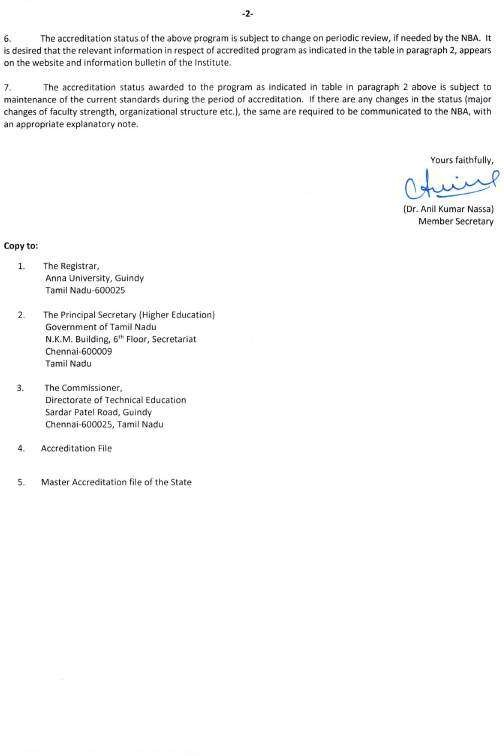 -2-
6. The accreditation status of the above program is subject to change on periodic review, if needed by the NBA. It
is desired that the relevant information in respect of accredited program as indicated in the table in paragraph 2, appears
on the website and information bulletin of the Institute.
7. The accreditation status awarded to the program as indicated in table in paragraph 2 above is subject to
maintenance of the current standards during the period of accreditation. If there are any changes in the status (major
changes of faculty strength, organizational structure etc.), the same are required to be communicated to the NBA, with
an appropriate explanatory note.
Yours faithfully,
(Dr. Anil Kumar Nassa)
Member Secretary
Copy to:
1. The Registrar,
Anna University, Guindy
Tamil Nadu-600025
2. The Principal Secretary (Higher Education)
Government of Tamil Nadu
N.K.M. Building, 6th Floor, Secretariat
Chennai-600009
Tamil Nadu
3. The Commissioner,
Directorate of Technical Education
Sardar Patel Road, Guindy
Chennai-600025, Tamil Nadu
4. Accreditation File
5. Master Accreditation file of the State